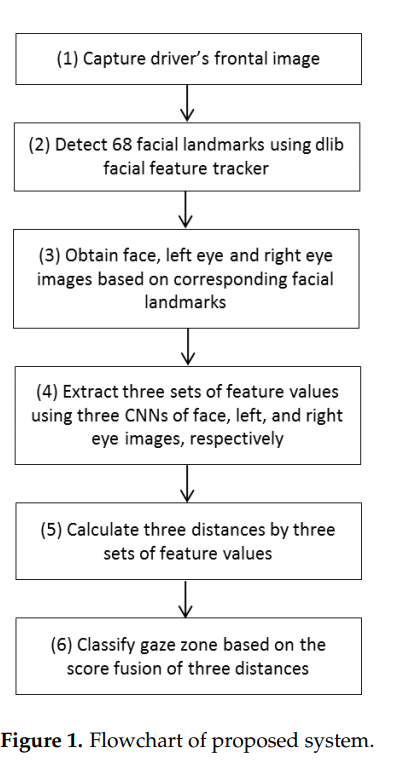 (1) Capture driver's frontal image
(2) Detect 68 facial landmarks using dlib
facial feature tracker
(3) Obtain face, left eye and right eye
images based on corresponding facial
landmarks
(4) Extract three sets of feature values
using three CNNs of face, left, and right
eye images, respectively
(5) Calculate three distances by three
sets of feature values
(6) Classify gaze zone based on the
score fusion of three distances
Figure 1. Flowchart of proposed system.